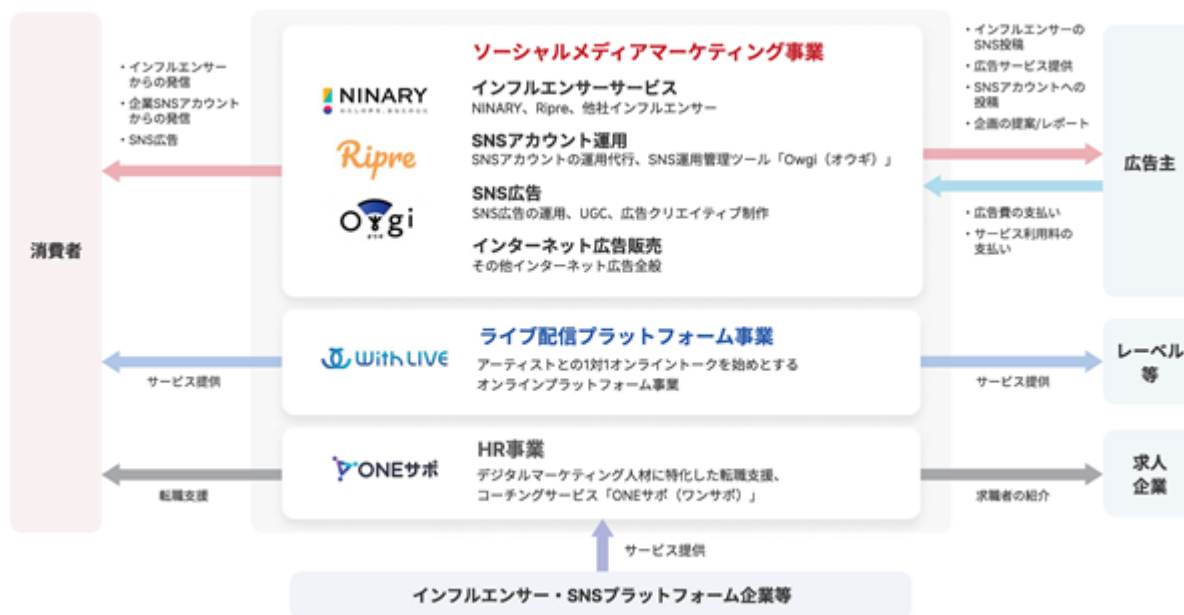 ソーシャルメディアマーケティング事業
NINARY
Ripre
Owgi
インフルエンサーサービス
NINARY、Ripre、他社インフルエンサー
SNSアカウント運用
SNSアカウントの運用代行、SNS運用管理ツール「Owgi（オウギ）」
SNS広告
SNS広告の運用、UGC、広告クリエイティブ制作
インターネット広告販売
その他インターネット広告全般
・インフルエンサー
からの発信
・企業SNSアカウント
からの発信
・SNS広告
消費者
・インフルエンサーの
SNS投稿
・広告サービス提供
・SNSアカウントへの
投稿
・企画の提案/レポート
広告主
・広告費の支払い
・サービス利用料の
支払い
サービス提供
WithLIVE
ライブ配信プラットフォーム事業
アーティストとの1対1オンライントークを始めとする
オンラインプラットフォーム事業
サービス提供
レーベル
等
転職支援
ONEサポ
HR事業
デジタルマーケティング人材に特化した転職支援、
コーチングサービス「ONEサポ（ワンサポ）」
求職者の紹介
求人
企業
サービス提供
インフルエンサー・SNSプラットフォーム企業等